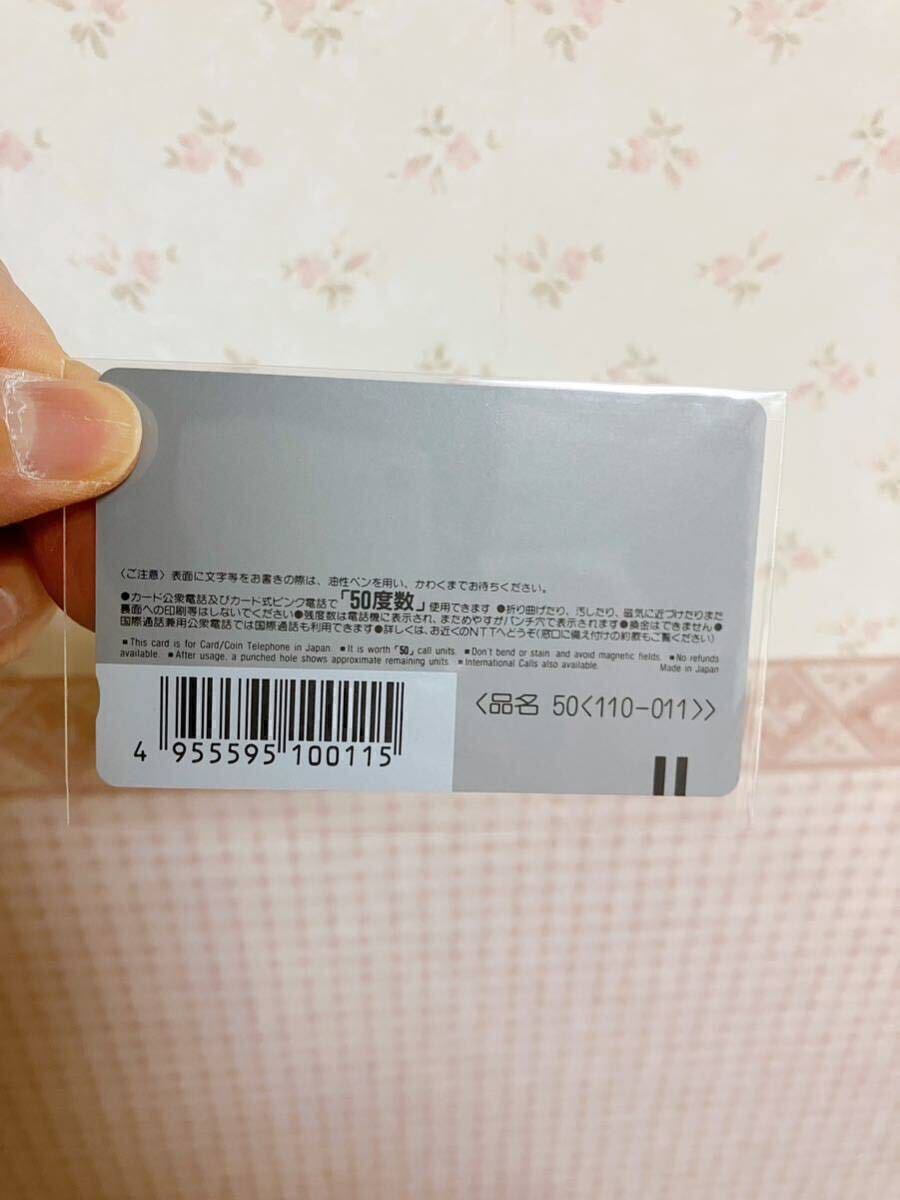 〈ご注意〉表面に文字等をお書きの際は、油性ペンを用い、かわくまでお待ちください。
●カード公衆電話及びカード式ピンク電話で「50度数」使用できます ●折り曲げたり、汚したり、磁気に近づけたりまた
裏面への印刷等はしないでください●残度数は電話機に表示され、まためやすがパンチ穴で表示されます●換金はできません●
国際通話兼用公衆電話では国際通話も利用できます●詳しくは、お近くのNTTへどうぞ(窓口に備え付けの約款もご覧ください)
■This card is for Card/Coin Telephone in Japan. ■It is worth「50」call units. ■Don't bend or stain and avoid magnetic fields. ■No refunds
available. ■After usage, a punched hole shows approximate remaining units. ■International Calls also available. Made in Japan
〈品名 50〈110-011〉〉
4 955595 100115